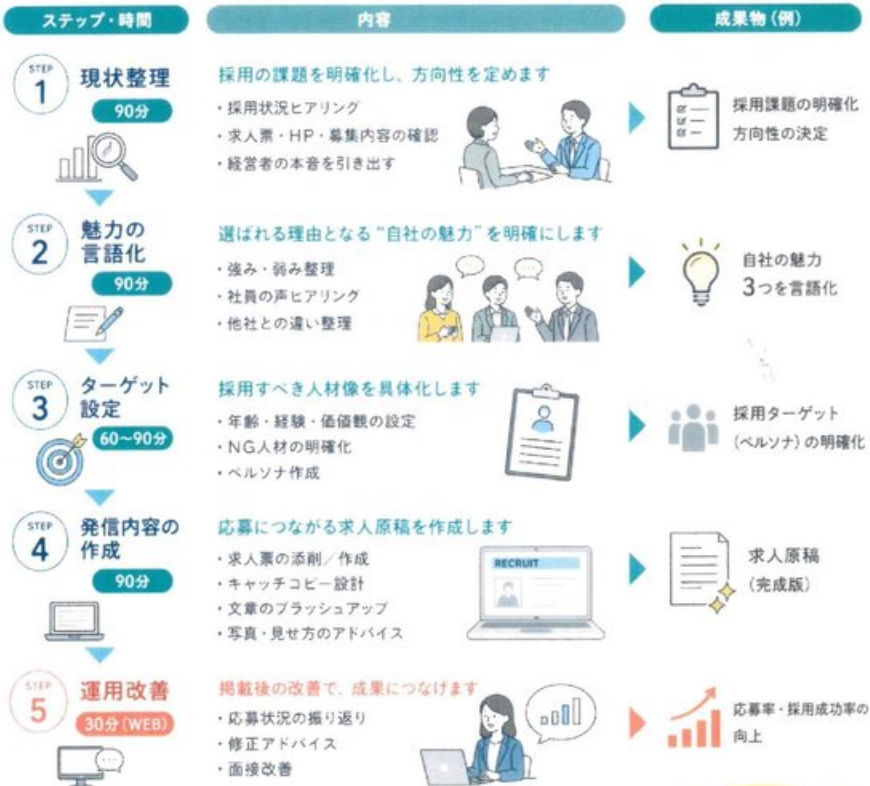 ステップ・時間
内容
成果物(例)
STEP
1
現状整理
90分
採用の課題を明確化し、方向性を定めます
・採用状況ヒアリング
・求人票・HP・募集内容の確認
・経営者の本音を引き出す
採用課題の明確化
方向性の決定
STEP
2
魅力の
言語化
90分
選ばれる理由となる“自社の魅力”を明確にします
・強み・弱み整理
・社員の声ヒアリング
・他社との違い整理
自社の魅力
3つを言語化
STEP
3
ターゲット
設定
60~90分
採用すべき人材像を具体化します
・年齢・経験・価値観の設定
・NG人材の明確化
・ペルソナ作成
採用ターゲット
(ペルソナ)の明確化
STEP
4
発信内容の
作成
90分
応募につながる求人原稿を作成します
・求人票の添削/作成
・キャッチコピー設計
・文章のブラッシュアップ
・写真・見せ方のアドバイス
RECRUIT
求人原稿
(完成版)
STEP
5
運用改善
30分(WEB)
掲載後の改善で、成果につなげます
・応募状況の振り返り
・修正アドバイス
・面接改善
応募率・採用成功率の
向上